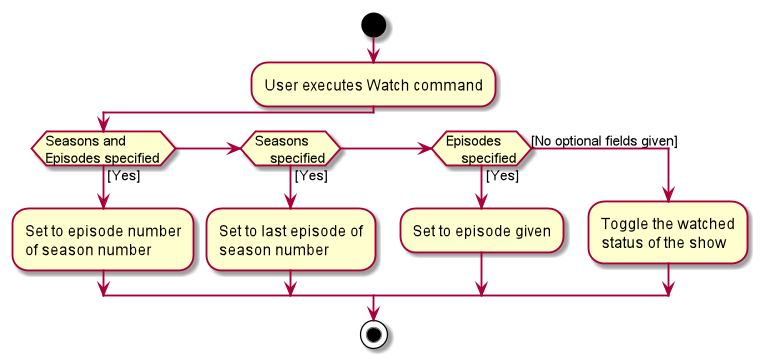 User executes Watch command
Seasons and
Episodes specified
[Yes]
Seasons
specified
[Yes]
Episodes
specified
[Yes]
[No optional fields given]
Set to episode number
of season number
Set to last episode of
season number
Set to episode given
Toggle the watched
status of the show